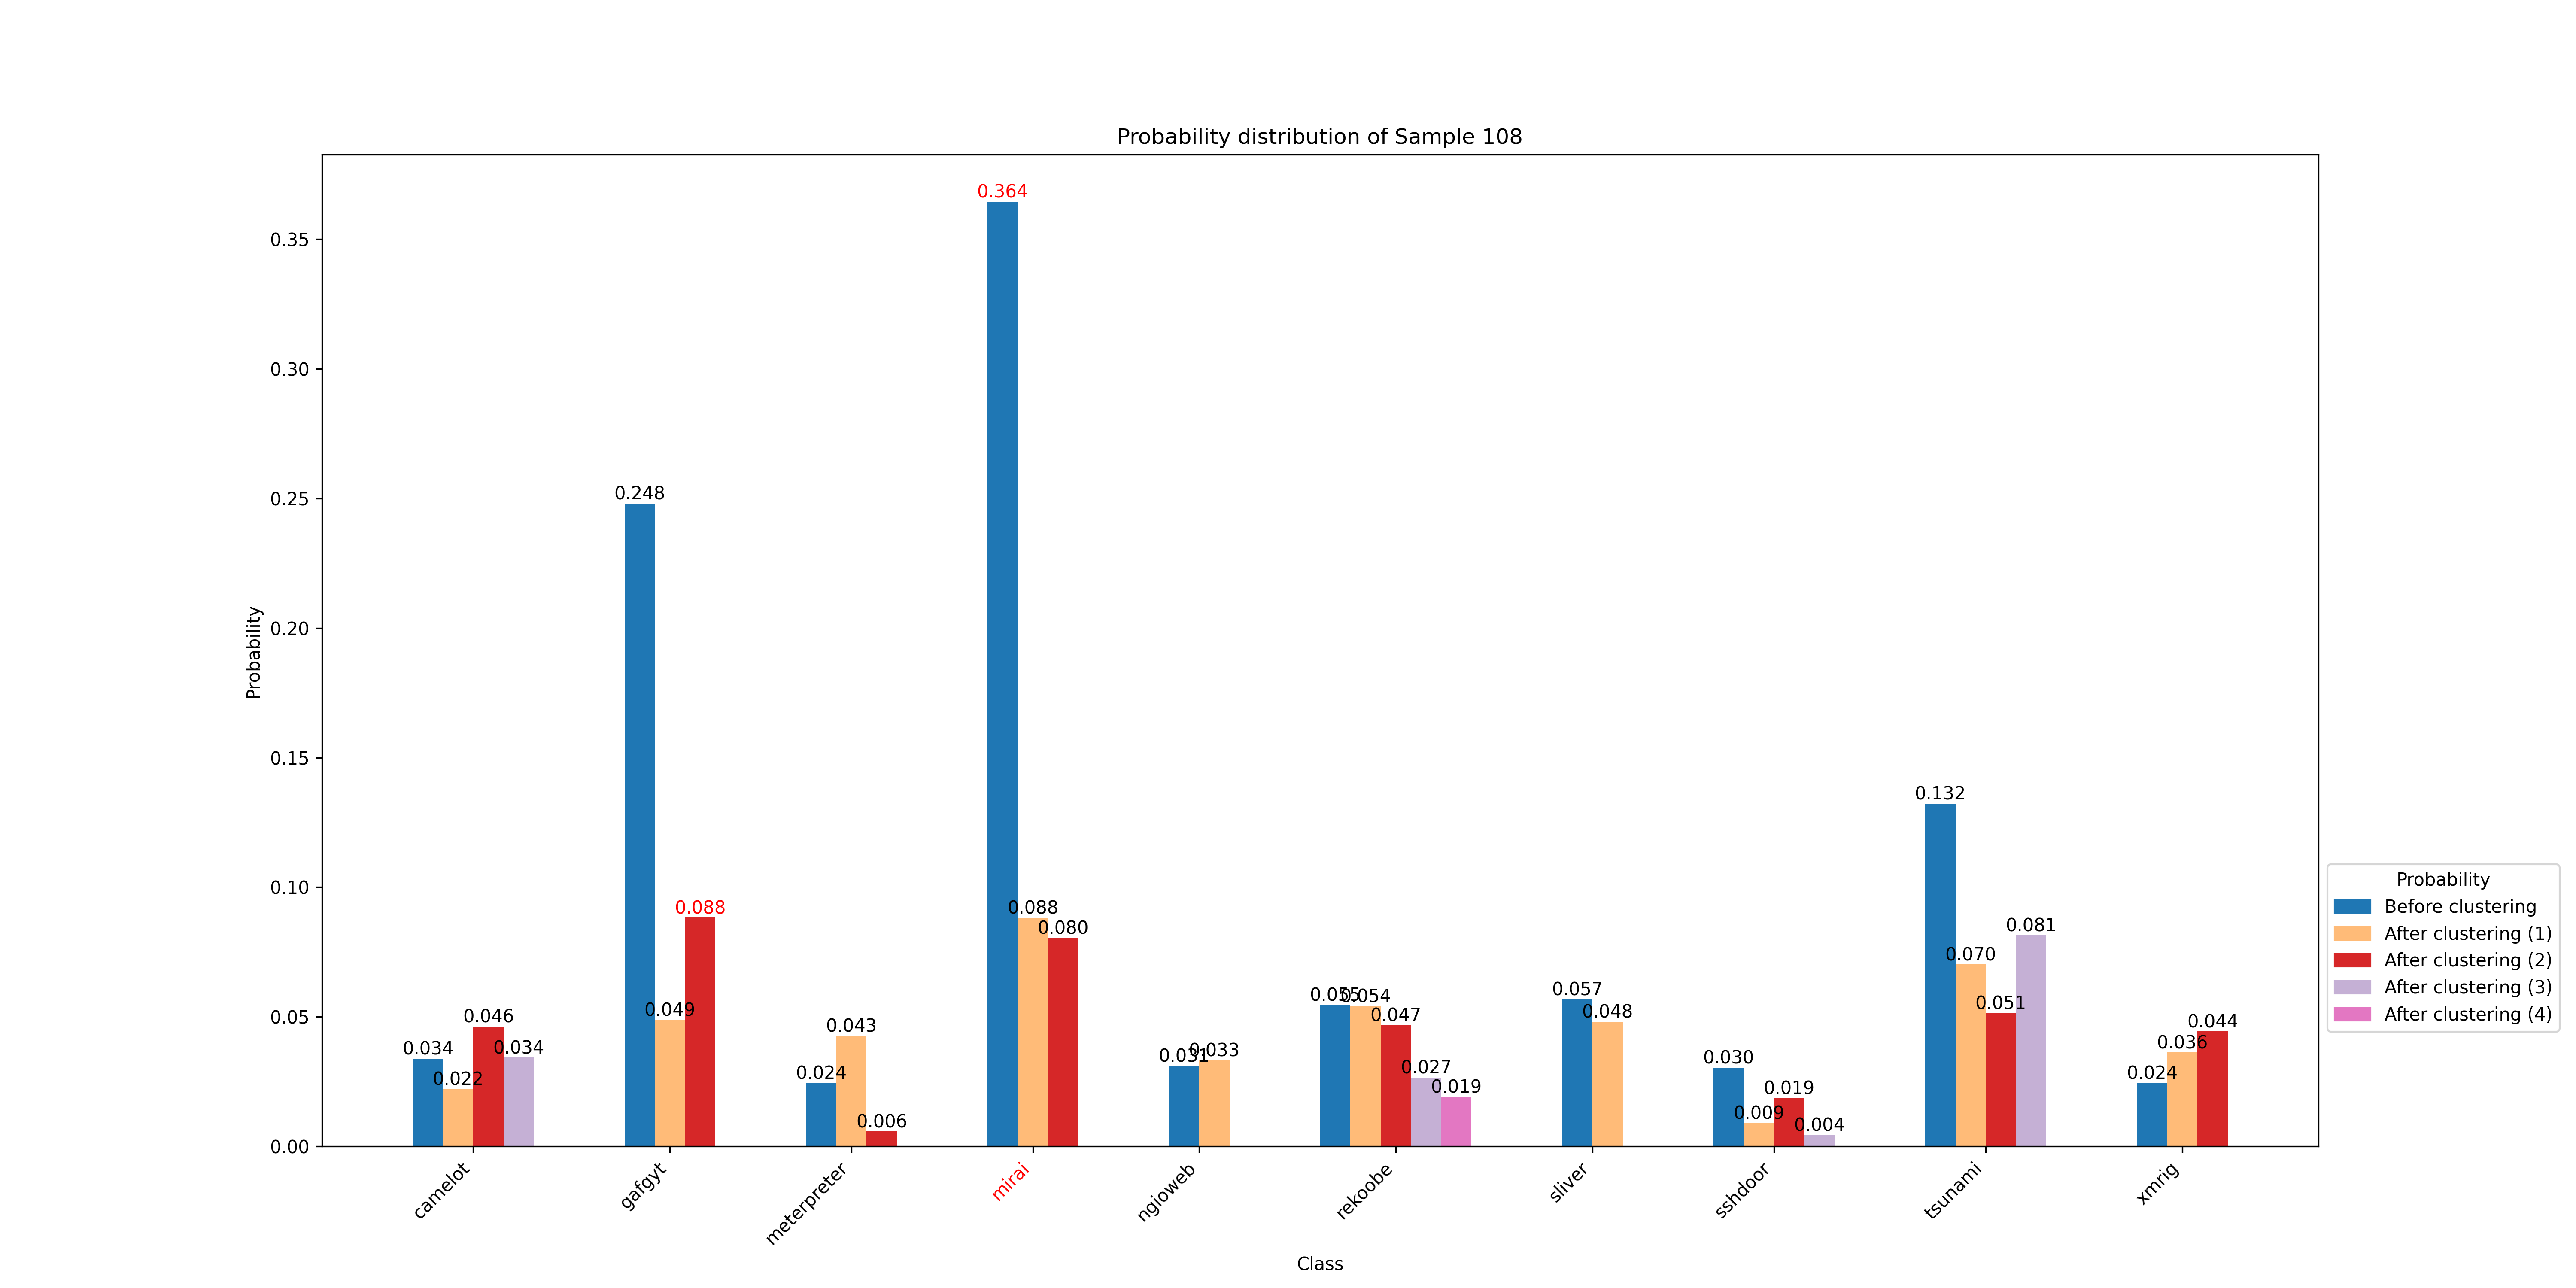 Probability distribution of Sample 108
Probability
0.35
0.30
0.25
0.20
0.15
0.10
0.05
0.00
0.034
0.022
0.046
0.034
0.248
0.049
0.088
0.024
0.043
0.006
0.364
0.088
0.080
0.031
0.033
0.055
0.054
0.047
0.027
0.019
0.057
0.048
0.030
0.009
0.019
0.004
0.132
0.070
0.051
0.081
0.024
0.036
0.044
camelot
gafgyt
meterpreter
mirai
ngioweb
rekoobe
sliver
sshdoor
tsunami
xmrig
Class
Probability
Before clustering
After clustering (1)
After clustering (2)
After clustering (3)
After clustering (4)